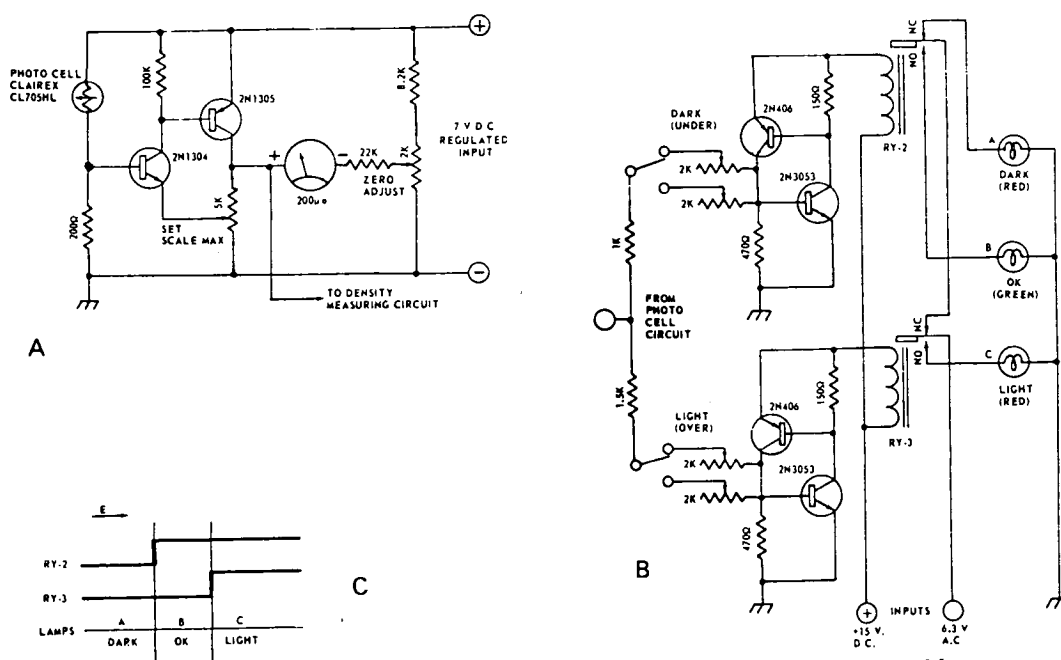 +
PHOTO CELL
CLAIREX
CL705HL
100K
2N1305
8.2K
7 V D C
REGULATED
INPUT
2N1304
+
−
22K
2K
ZERO
ADJUST
200µa
200Ω
5K
SET
SCALE MAX
−
TO DENSITY
MEASURING CIRCUIT
A
NC
NO
2N406
150Ω
DARK
(UNDER)
RY-2
2K
2N3053
A
DARK
(RED)
2K
1K
470Ω
B
OK
(GREEN)
FROM
PHOTO
CELL
CIRCUIT
NC
NO
1.5K
C
LIGHT
(RED)
2N406
150Ω
LIGHT
(OVER)
RY-3
2K
2N3053
2K
470Ω
B
+
INPUTS
+15 V.
D C.
6.3 V
A.C
E
RY-2
RY-3
C
LAMPS
A
B
C
DARK
OK
LIGHT